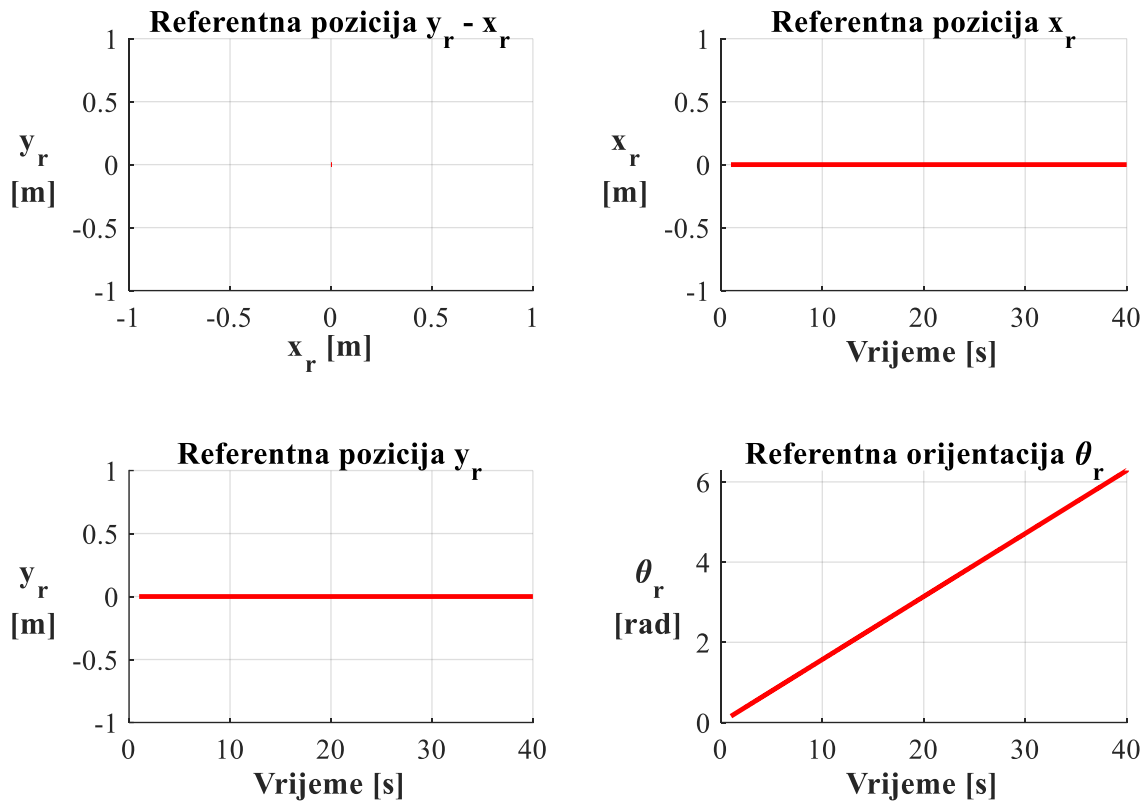 Referentna pozicija y_r - x_r
1
0.5
0
-0.5
-1
y_r
[m]
-1 -0.5 0 0.5 1
x_r [m]
Referentna pozicija x_r
1
0.5
0
-0.5
-1
x_r
[m]
0 10 20 30 40
Vrijeme [s]
Referentna pozicija y_r
1
0.5
0
-0.5
-1
y_r
[m]
0 10 20 30 40
Vrijeme [s]
Referentna orijentacija θ_r
6
4
2
0
θ_r
[rad]
0 10 20 30 40
Vrijeme [s]